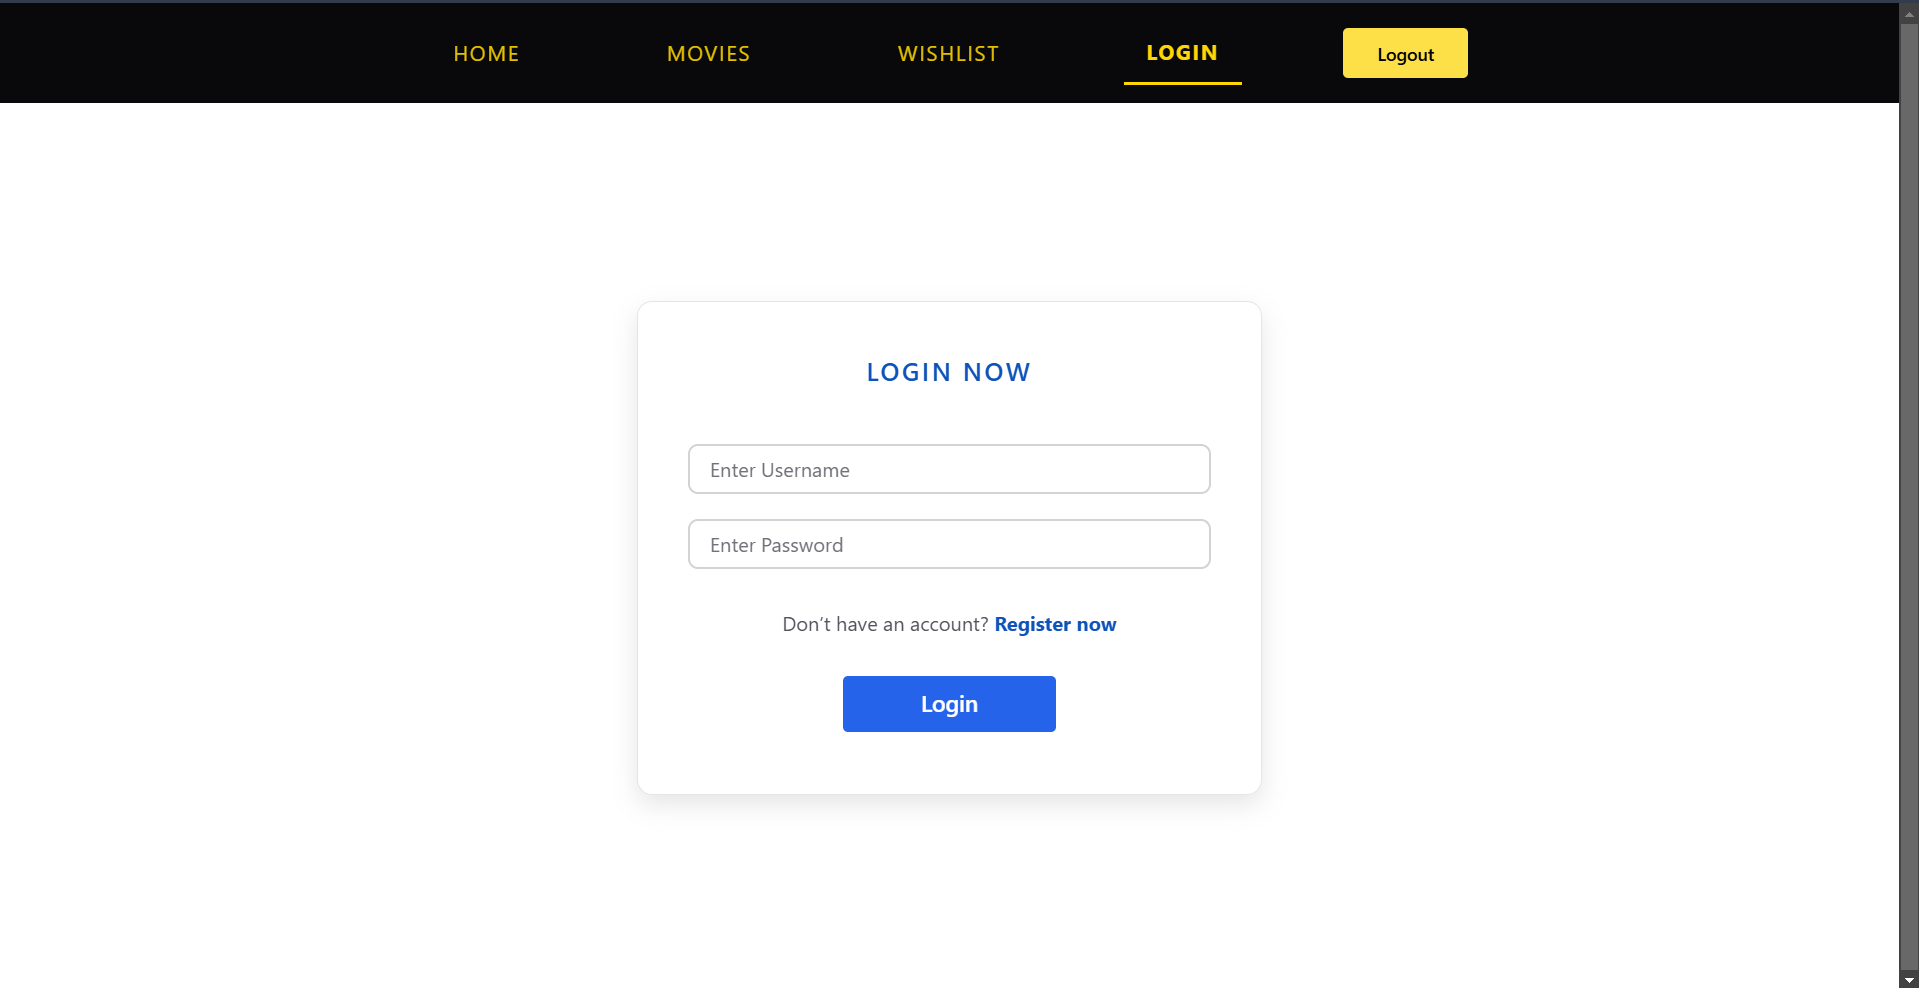 HOME MOVIES WISHLIST LOGIN Logout
LOGIN NOW
Enter Username
Enter Password
Don't have an account? Register now
Login